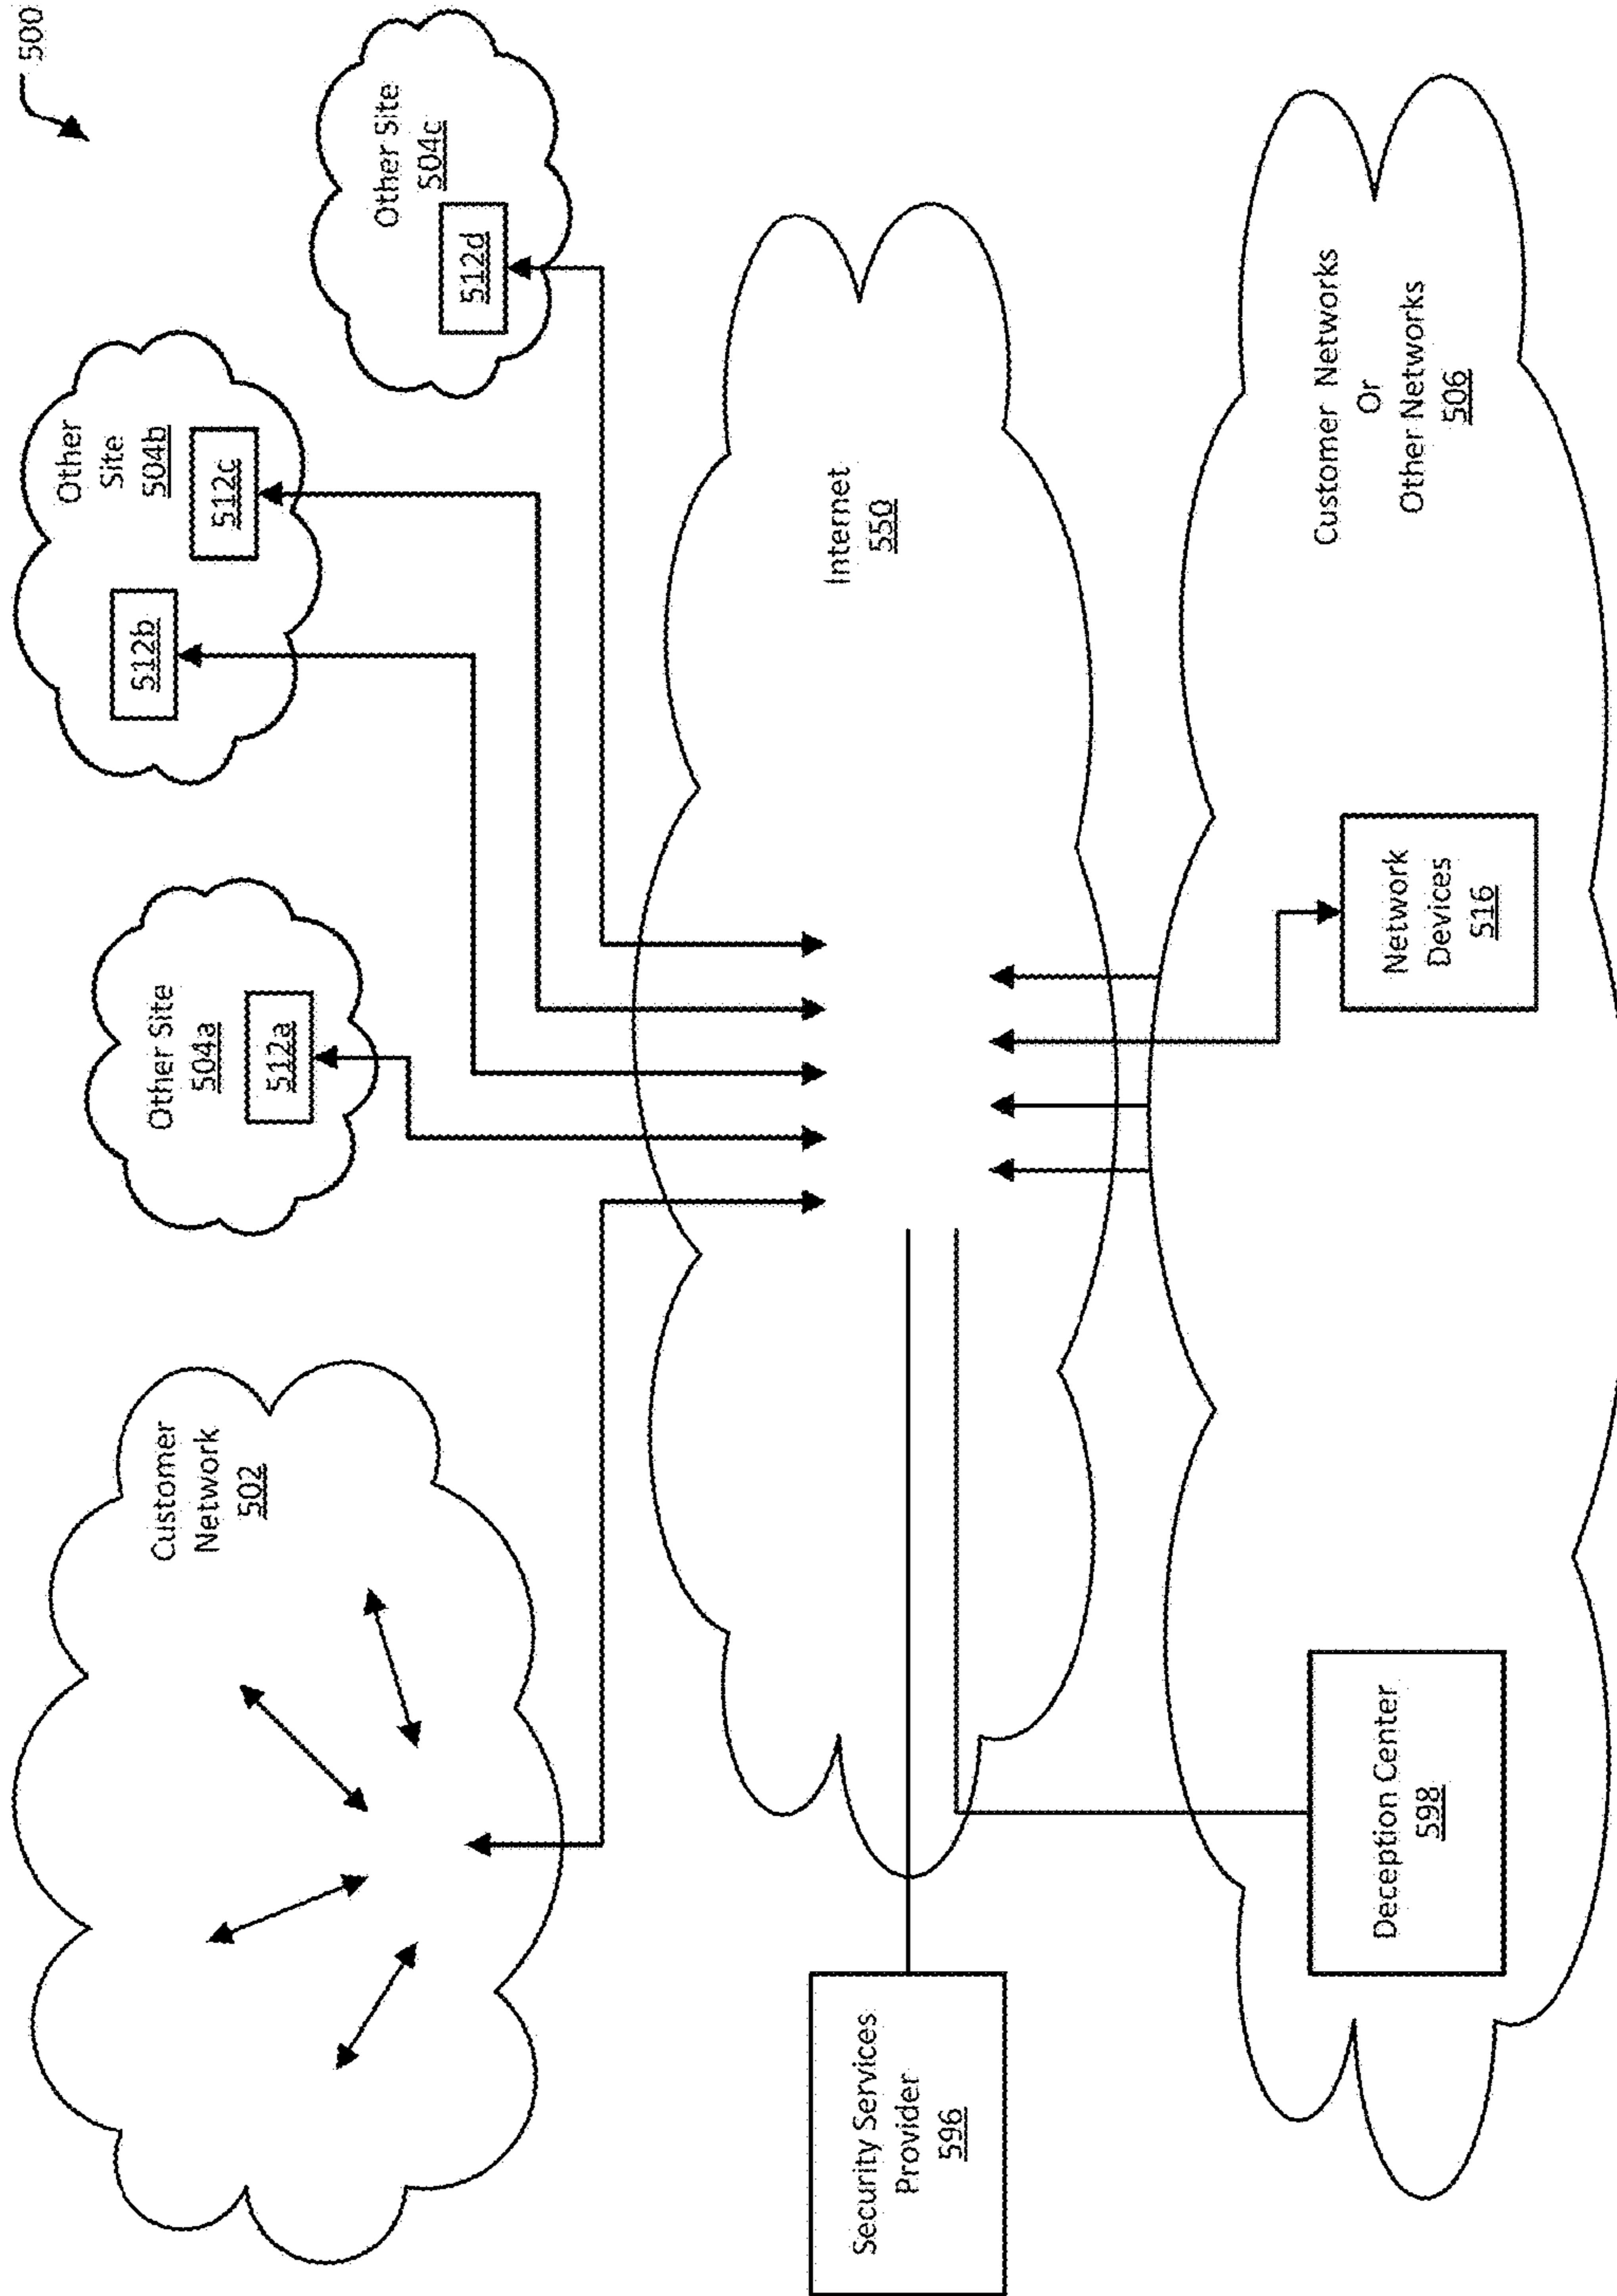 500
Customer
Network
502
Other Site
504a
512a
Other
Site
504b
512b
512c
Other Site
504c
512d
Security Services
Provider
596
Internet
550
Deception Center
598
Network
Devices
516
Customer Networks
Or
Other Networks
506